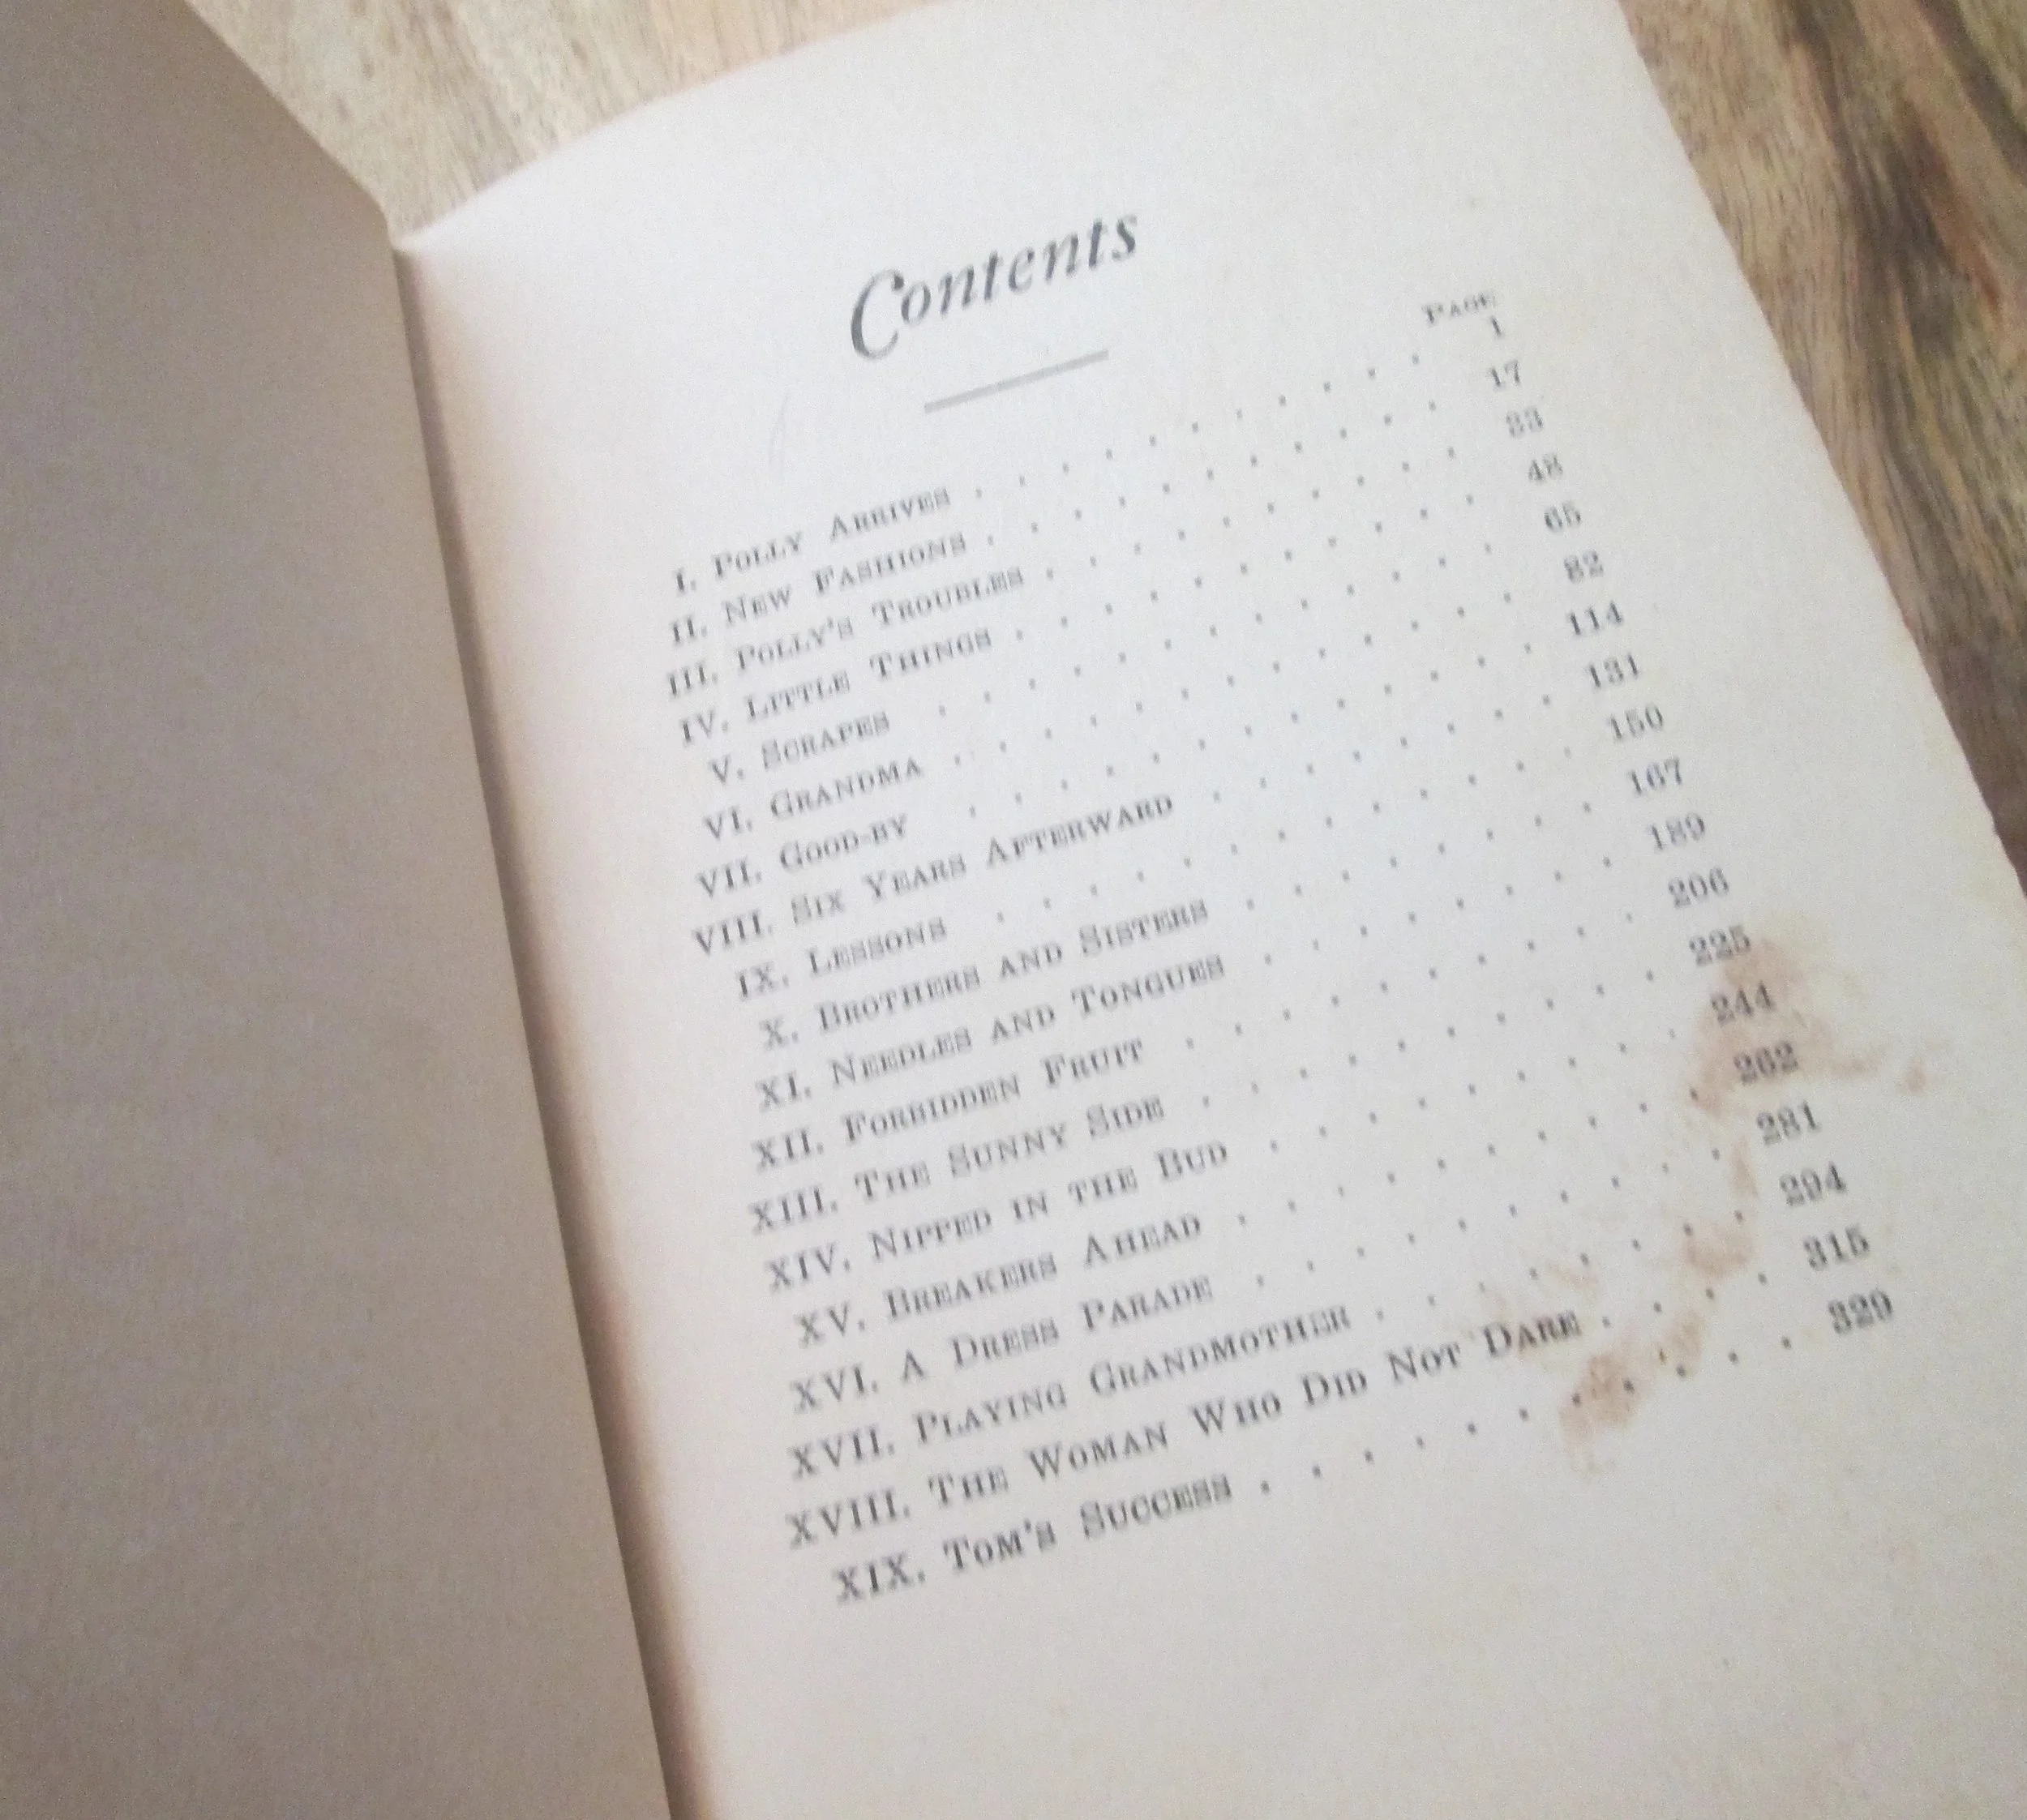 Contents
PAGE
I. POLLY ARRIVES . . . . . . . . . . . 1
II. NEW FASHIONS . . . . . . . . . . . 17
III. POLLY'S TROUBLES . . . . . . . . . . 33
IV. LITTLE THINGS . . . . . . . . . . . 48
V. SCRAPES . . . . . . . . . . . . . 65
VI. GRANDMA . . . . . . . . . . . . . 82
VII. GOOD-BY . . . . . . . . . . . . . 114
VIII. SIX YEARS AFTERWARD . . . . . . . . 131
IX. LESSONS . . . . . . . . . . . . . 150
X. BROTHERS AND SISTERS . . . . . . . . 167
XI. NEEDLES AND TONGUES . . . . . . . . 189
XII. FORBIDDEN FRUIT . . . . . . . . . . 206
XIII. THE SUNNY SIDE . . . . . . . . . . 225
XIV. NIPPED IN THE BUD . . . . . . . . . 244
XV. BREAKERS AHEAD . . . . . . . . . . 262
XVI. A DRESS PARADE . . . . . . . . . . 281
XVII. PLAYING GRANDMOTHER . . . . . . . . 294
XVIII. THE WOMAN WHO DID NOT DARE . . . . 315
XIX. TOM'S SUCCESS . . . . . . . . . . . 329